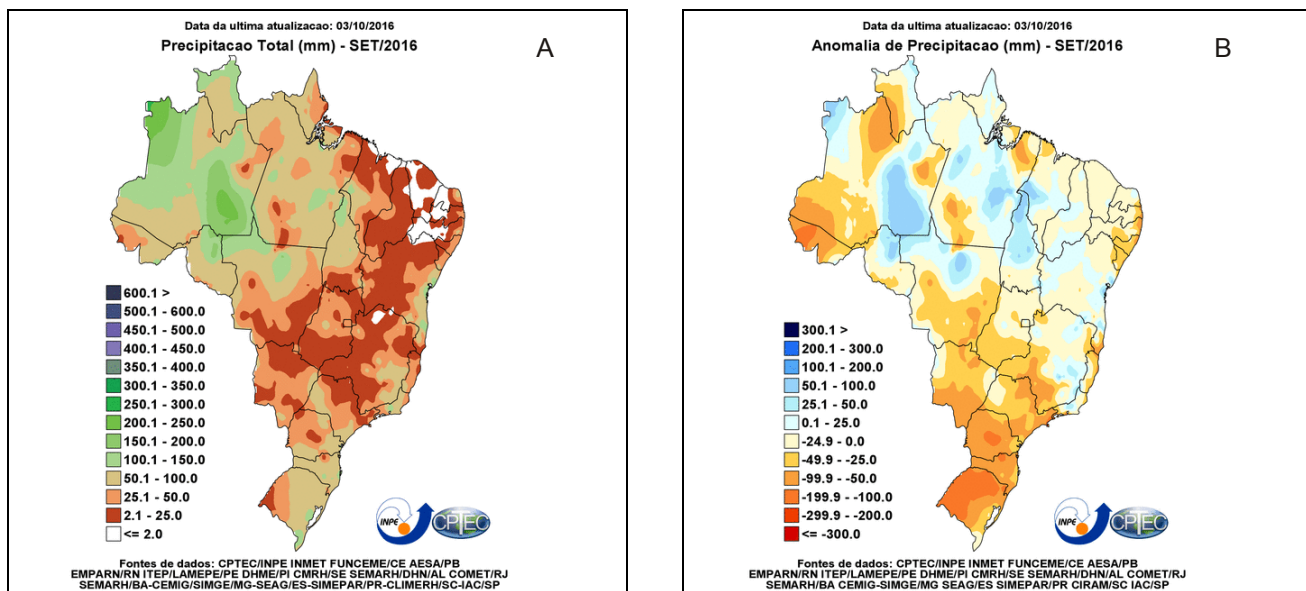 Data da ultima atualizacao: 03/10/2016
Precipitacao Total (mm) - SET/2016
A
600.1 >
500.1 - 600.0
450.1 - 500.0
400.1 - 450.0
350.1 - 400.0
300.1 - 350.0
250.1 - 300.0
200.1 - 250.0
150.1 - 200.0
100.1 - 150.0
50.1 - 100.0
25.1 - 50.0
2.1 - 25.0
<= 2.0
INPE
CPTEC
Fontes de dados: CPTEC/INPE INMET FUNCEME/CE AESA/PB
EMPARN/RN ITEP/LAMEPE/PE DHME/PI CMRH/SE SEMARH/DHN/AL COMET/RJ
SEMARH/BA-CEMIG/SIMGE/MG-SEAG/ES-SIMEPAR/PR-CLIMERH/SC-IAC/SP
Data da ultima atualizacao: 03/10/2016
Anomalia de Precipitacao (mm) - SET/2016
B
300.1 >
200.1 - 300.0
100.1 - 200.0
50.1 - 100.0
25.1 - 50.0
0.1 - 25.0
-24.9 - 0.0
-49.9 - -25.0
-99.9 - -50.0
-199.9 - -100.0
-299.9 - -200.0
<= -300.0
INPE
CPTEC
Fontes de dados: CPTEC/INPE INMET FUNCEME/CE AESA/PB
EMPARN/RN ITEP/LAMEPE/PE DHME/PI CMRH/SE SEMARH/DHN/AL COMET/RJ
SEMARH/BA CEMIG-SIMGE/MG SEAG/ES SIMEPAR/PR CIRAM/SC IAC/SP